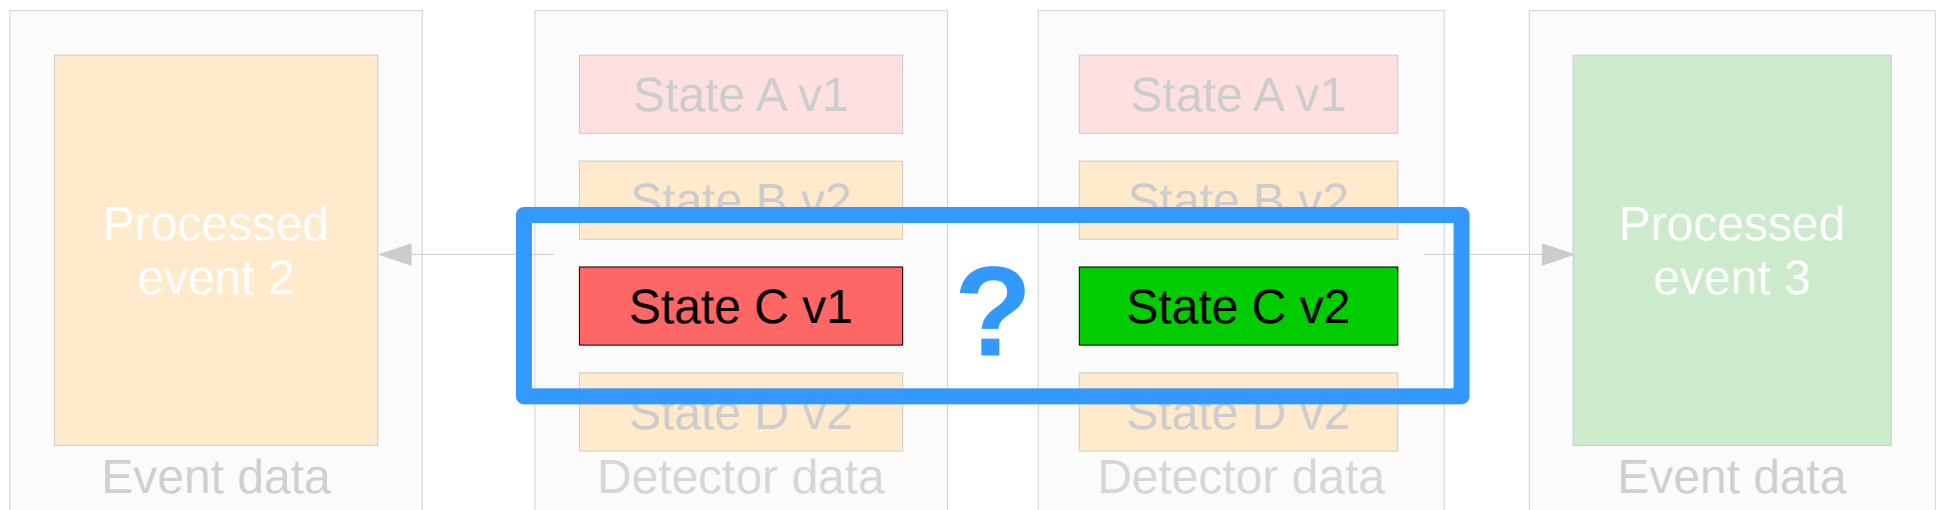 Processed
event 2
Event data
State A v1
State B v2
State C v1
State D v2
Detector data
?
State A v1
State B v2
State C v2
State D v2
Detector data
Processed
event 3
Event data